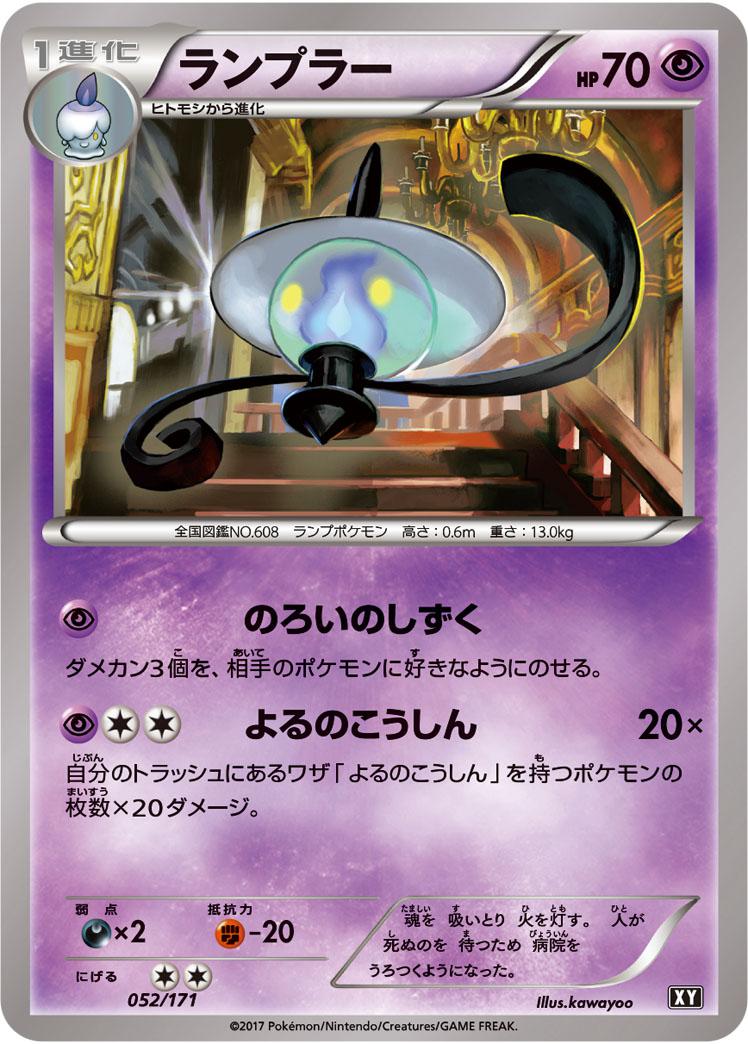 1進化
ランプラー
HP70
ヒトモシから進化
全国図鑑NO.608 ランプポケモン 高さ:0.6m 重さ:13.0kg
のろいのしずく
ダメカン3個を、相手のポケモンに好きなようにのせる。
よるのこうしん 20×
自分のトラッシュにあるワザ「よるのこうしん」を持つポケモンの
枚数×20ダメージ。
弱点 抵抗力
×2 -20
にげる
052/171
魂を 吸いとり 火を灯す。 人が
死ぬのを 待つため 病院を
うろつくようになった。
illus.kawayoo
XY
©2017 Pokémon/Nintendo/Creatures/GAME FREAK.